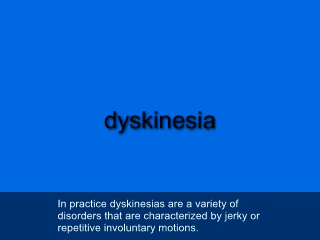 dyskinesia
In practice dyskinesias are a variety of
disorders that are characterized by jerky or
repetitive involuntary motions.